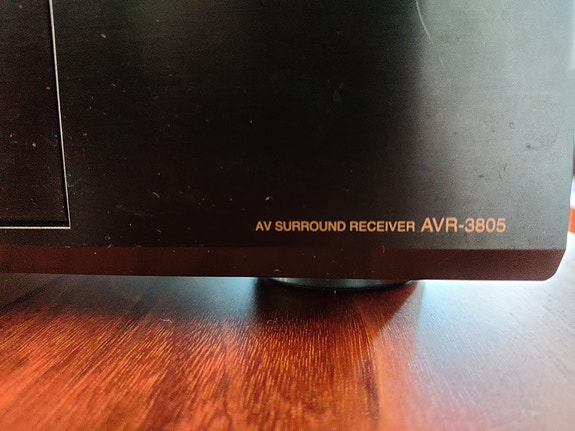 AV SURROUND RECEIVER AVR-3805